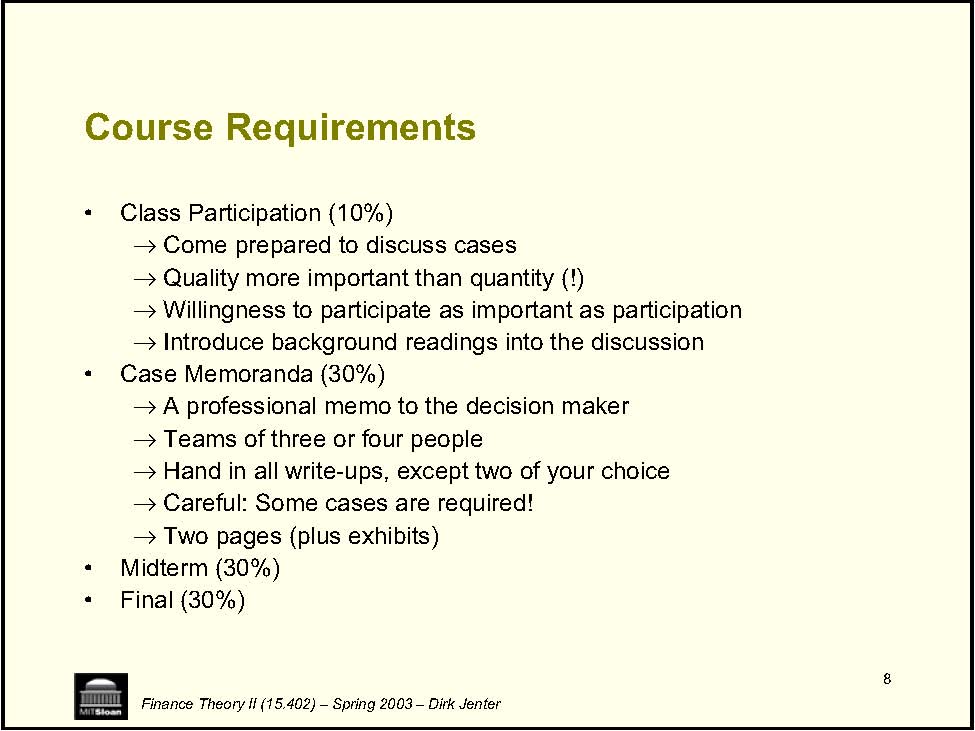 Course Requirements
• Class Participation (10%)
→ Come prepared to discuss cases
→ Quality more important than quantity (!)
→ Willingness to participate as important as participation
→ Introduce background readings into the discussion
• Case Memoranda (30%)
→ A professional memo to the decision maker
→ Teams of three or four people
→ Hand in all write-ups, except two of your choice
→ Careful: Some cases are required!
→ Two pages (plus exhibits)
• Midterm (30%)
• Final (30%)
8
MITSloan
Finance Theory II (15.402) – Spring 2003 – Dirk Jenter